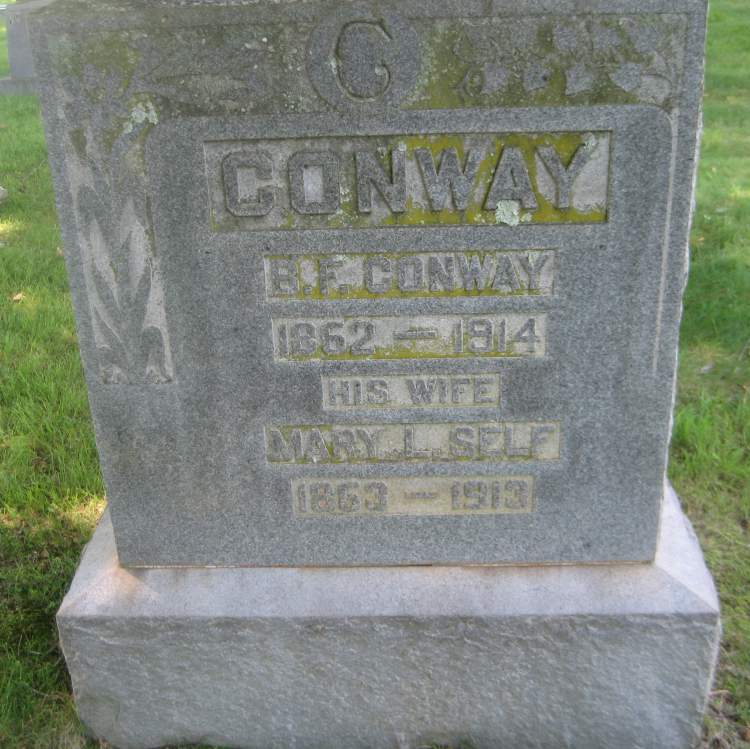 C
CONWAY
B.F. CONWAY
1862 — 1914
HIS WIFE
MARY L. SELF
1863 — 1913